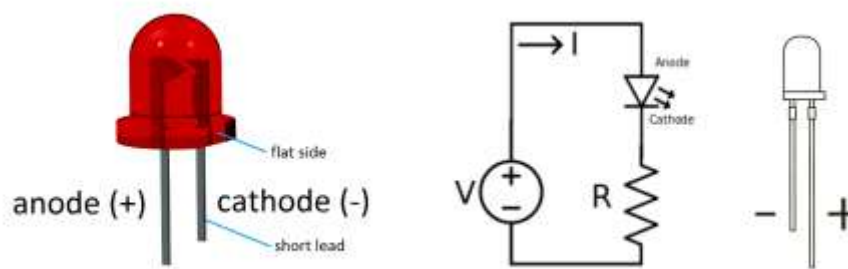 flat side
anode (+) cathode (-)
short lead
I
Anode
Cathode
V
+
−
R
− +